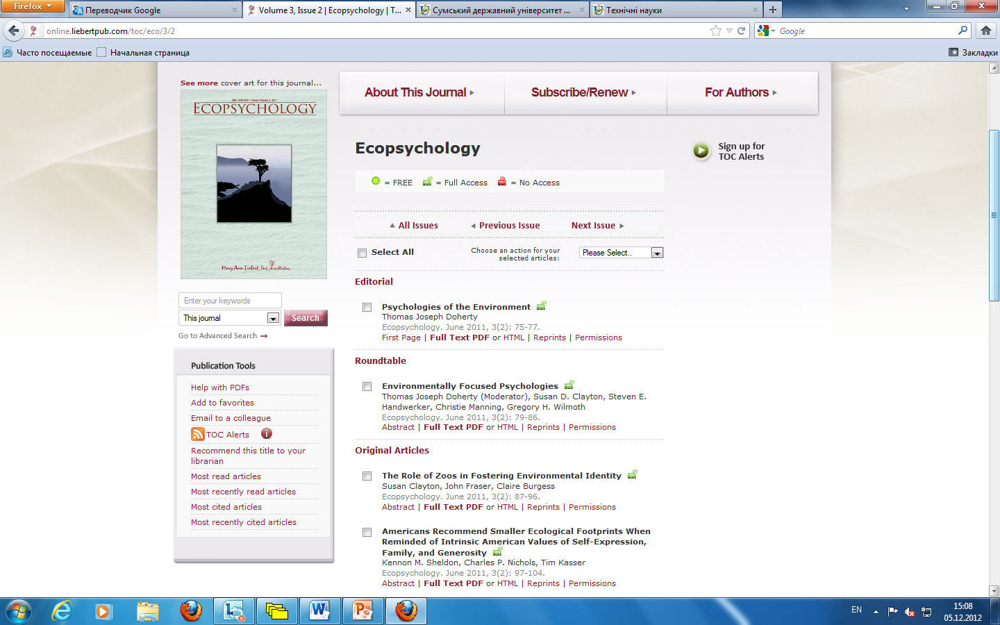 Firefox
Переводчик Google
Volume 3, Issue 2 | Ecopsychology | T...
Сумський державний університет ...
Технічні науки
online.liebertpub.com/toc/eco/3/2
Google
Часто посещаемые
Начальная страница
Закладки
See more cover art for this journal...
ECOPSYCHOLOGY
Mary Ann Liebert, Inc. publishers
Enter your keywords
This journal
Search
Go to Advanced Search →
Publication Tools
Help with PDFs
Add to favorites
Email to a colleague
TOC Alerts
Recommend this title to your
librarian
Most read articles
Most recently read articles
Most cited articles
Most recently cited articles
About This Journal
Subscribe/Renew
For Authors
Ecopsychology
= FREE = Full Access = No Access
All Issues
Previous Issue
Next Issue
Select All
Choose an action for your
selected articles:
Please Select..
Editorial
Psychologies of the Environment
Thomas Joseph Doherty
Ecopsychology. June 2011, 3(2): 75-77.
First Page | Full Text PDF or HTML | Reprints | Permissions
Roundtable
Environmentally Focused Psychologies
Thomas Joseph Doherty (Moderator), Susan D. Clayton, Steven E.
Handwerker, Christie Manning, Gregory H. Wilmoth
Ecopsychology. June 2011, 3(2): 79-86.
Abstract | Full Text PDF or HTML | Reprints | Permissions
Original Articles
The Role of Zoos in Fostering Environmental Identity
Susan Clayton, John Fraser, Claire Burgess
Ecopsychology. June 2011, 3(2): 87-96.
Abstract | Full Text PDF or HTML | Reprints | Permissions
Americans Recommend Smaller Ecological Footprints When
Reminded of Intrinsic American Values of Self-Expression,
Family, and Generosity
Kennon M. Sheldon, Charles P. Nichols, Tim Kasser
Ecopsychology. June 2011, 3(2): 97-104.
Abstract | Full Text PDF or HTML | Reprints | Permissions
Sign up for
TOC Alerts
EN
15:08
05.12.2012